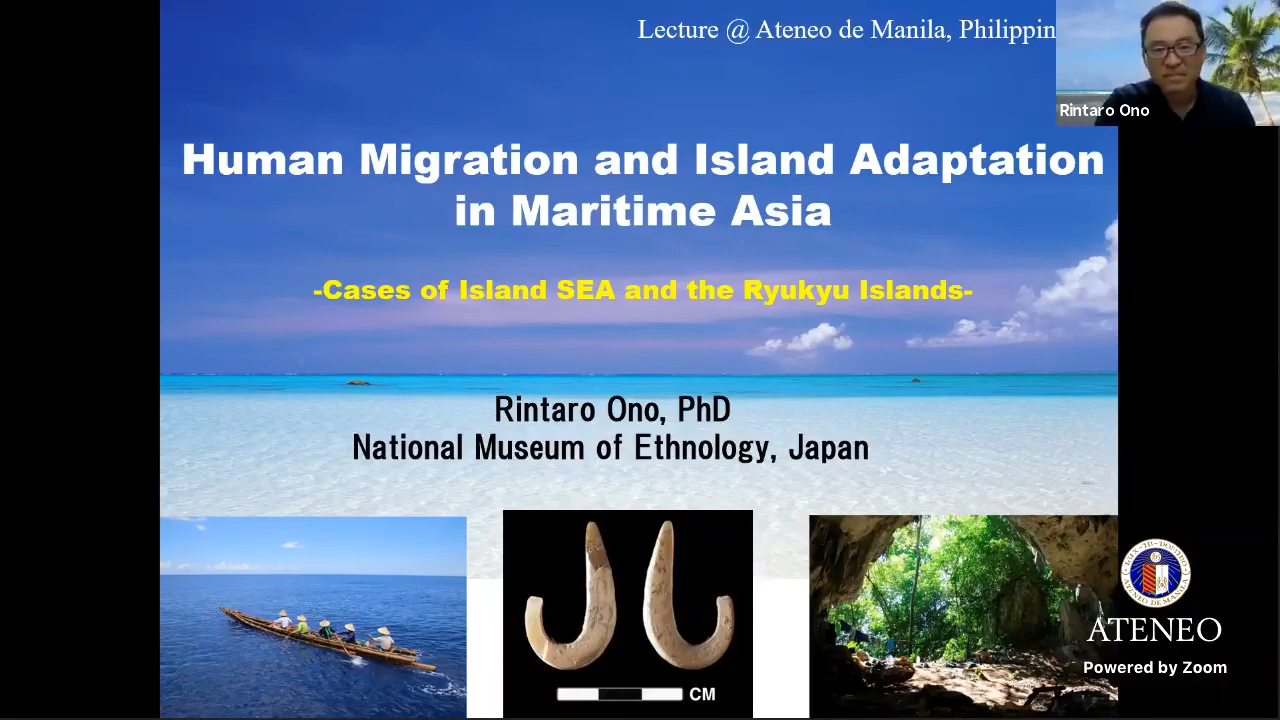 Lecture @ Ateneo de Manila, Philippin
Rintaro Ono
Human Migration and Island Adaptation
in Maritime Asia
-Cases of Island SEA and the Ryukyu Islands-
Rintaro Ono, PhD
National Museum of Ethnology, Japan
CM
ATENEO
Powered by Zoom